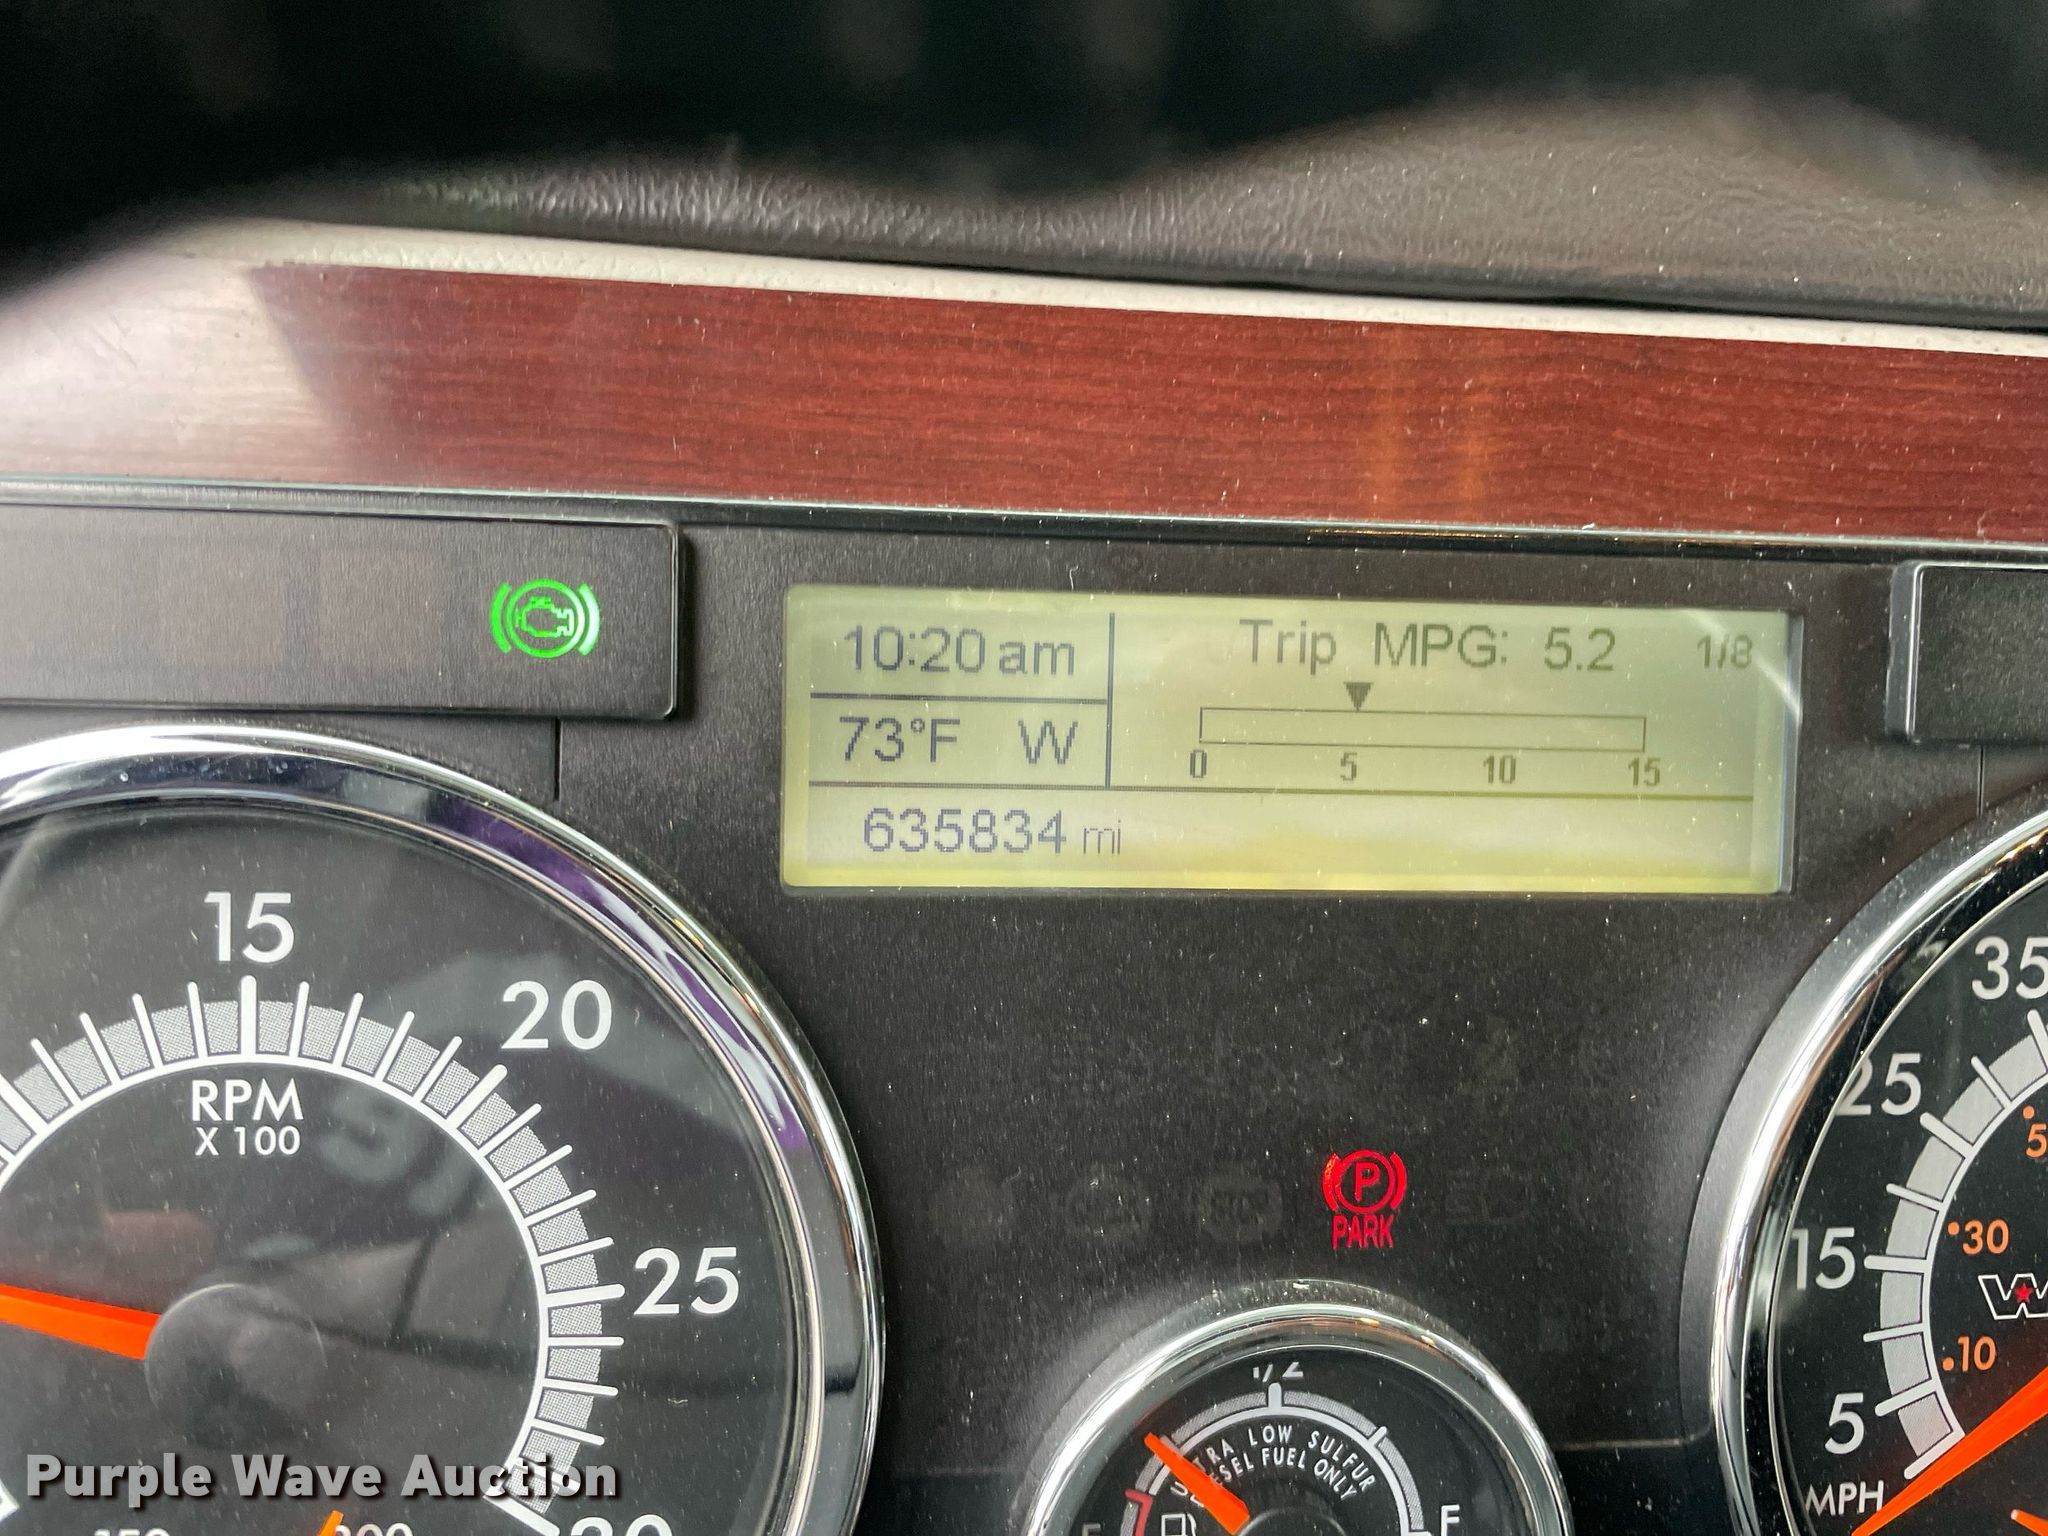 10:20 am
Trip MPG: 5.2 1/8
73°F W
0 5 10 15
635834 mi
15
20
25
RPM
X 100
PARK
P
35
25
15
5
MPH
30
10
1/2
LOW SULFUR
FUEL ONLY
F
Purple Wave Auction